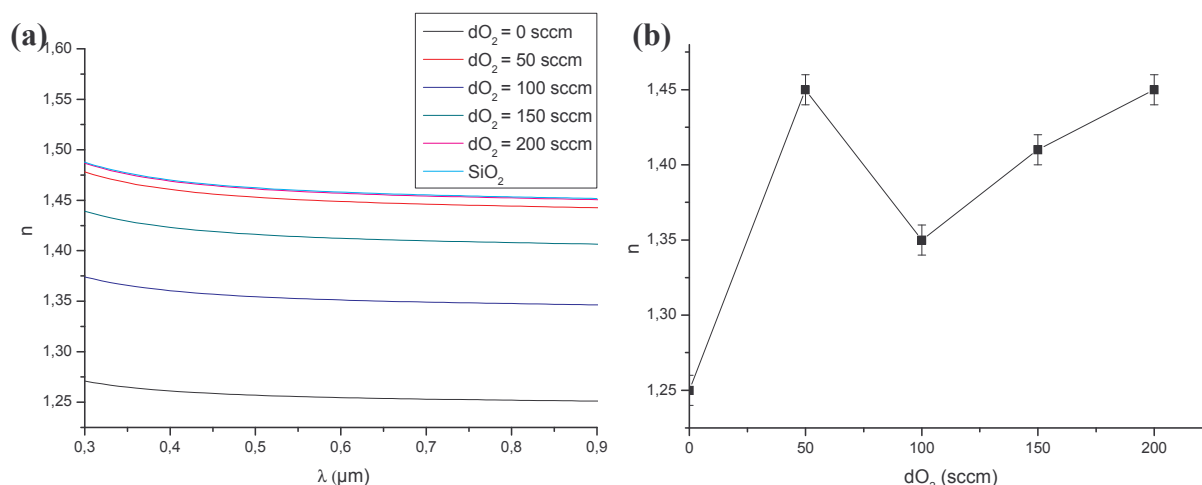 (a)
1,60
1,55
1,50
1,45
1,40
1,35
1,30
1,25
n
0,3 0,4 0,5 0,6 0,7 0,8 0,9
λ (µm)
dO₂ = 0 sccm
dO₂ = 50 sccm
dO₂ = 100 sccm
dO₂ = 150 sccm
dO₂ = 200 sccm
SiO₂
(b)
1,45
1,40
1,35
1,30
1,25
n
0 50 100 150 200
dO₂ (sccm)